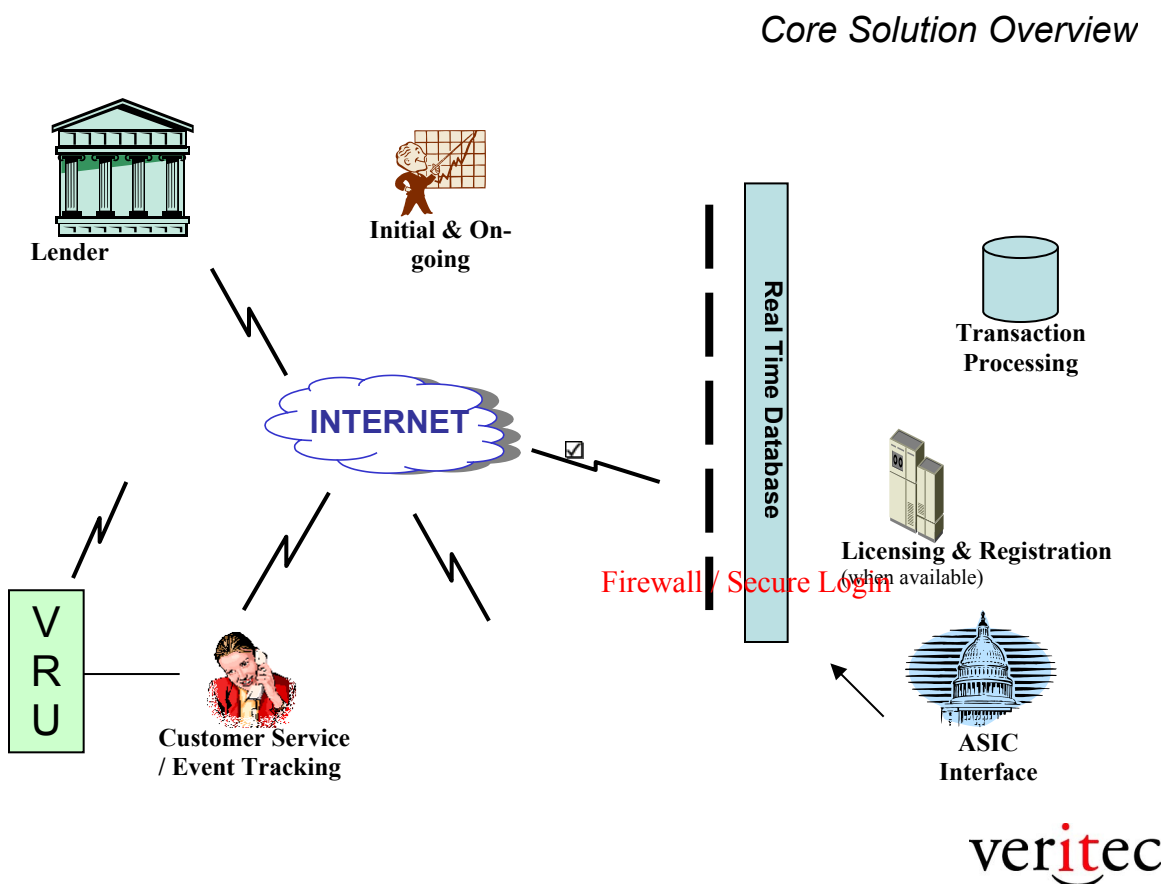 Core Solution Overview
Lender
Initial & On-
going
Real Time Database
Transaction
Processing
INTERNET
Licensing & Registration
(when available)
Firewall / Secure Login
V
R
U
Customer Service
/ Event Tracking
ASIC
Interface
veritec